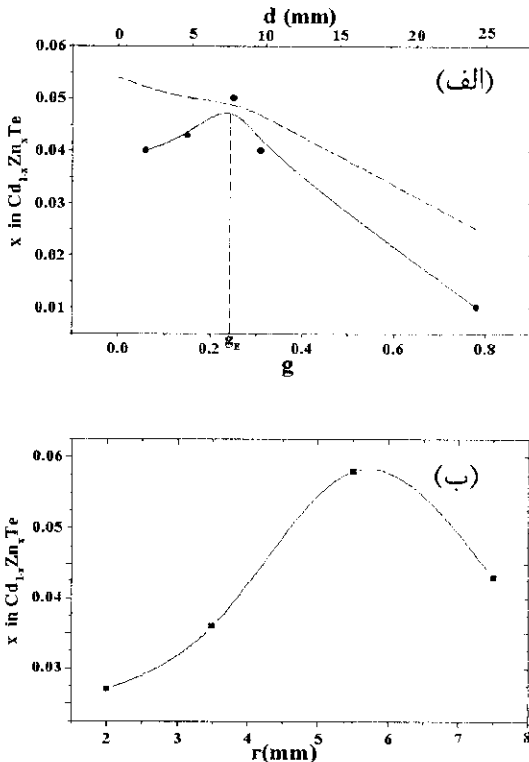 d (mm)
0 5 10 15 20 25
(الف)
0.06
0.05
0.04
0.03
0.02
0.01
x in Cd1-xZnxTe
0.0 0.2 0.4 0.6 0.8
gE
g
(ب)
0.06
0.05
0.04
0.03
x in Cd1-xZnxTe
2 3 4 5 6 7 8
r(mm)